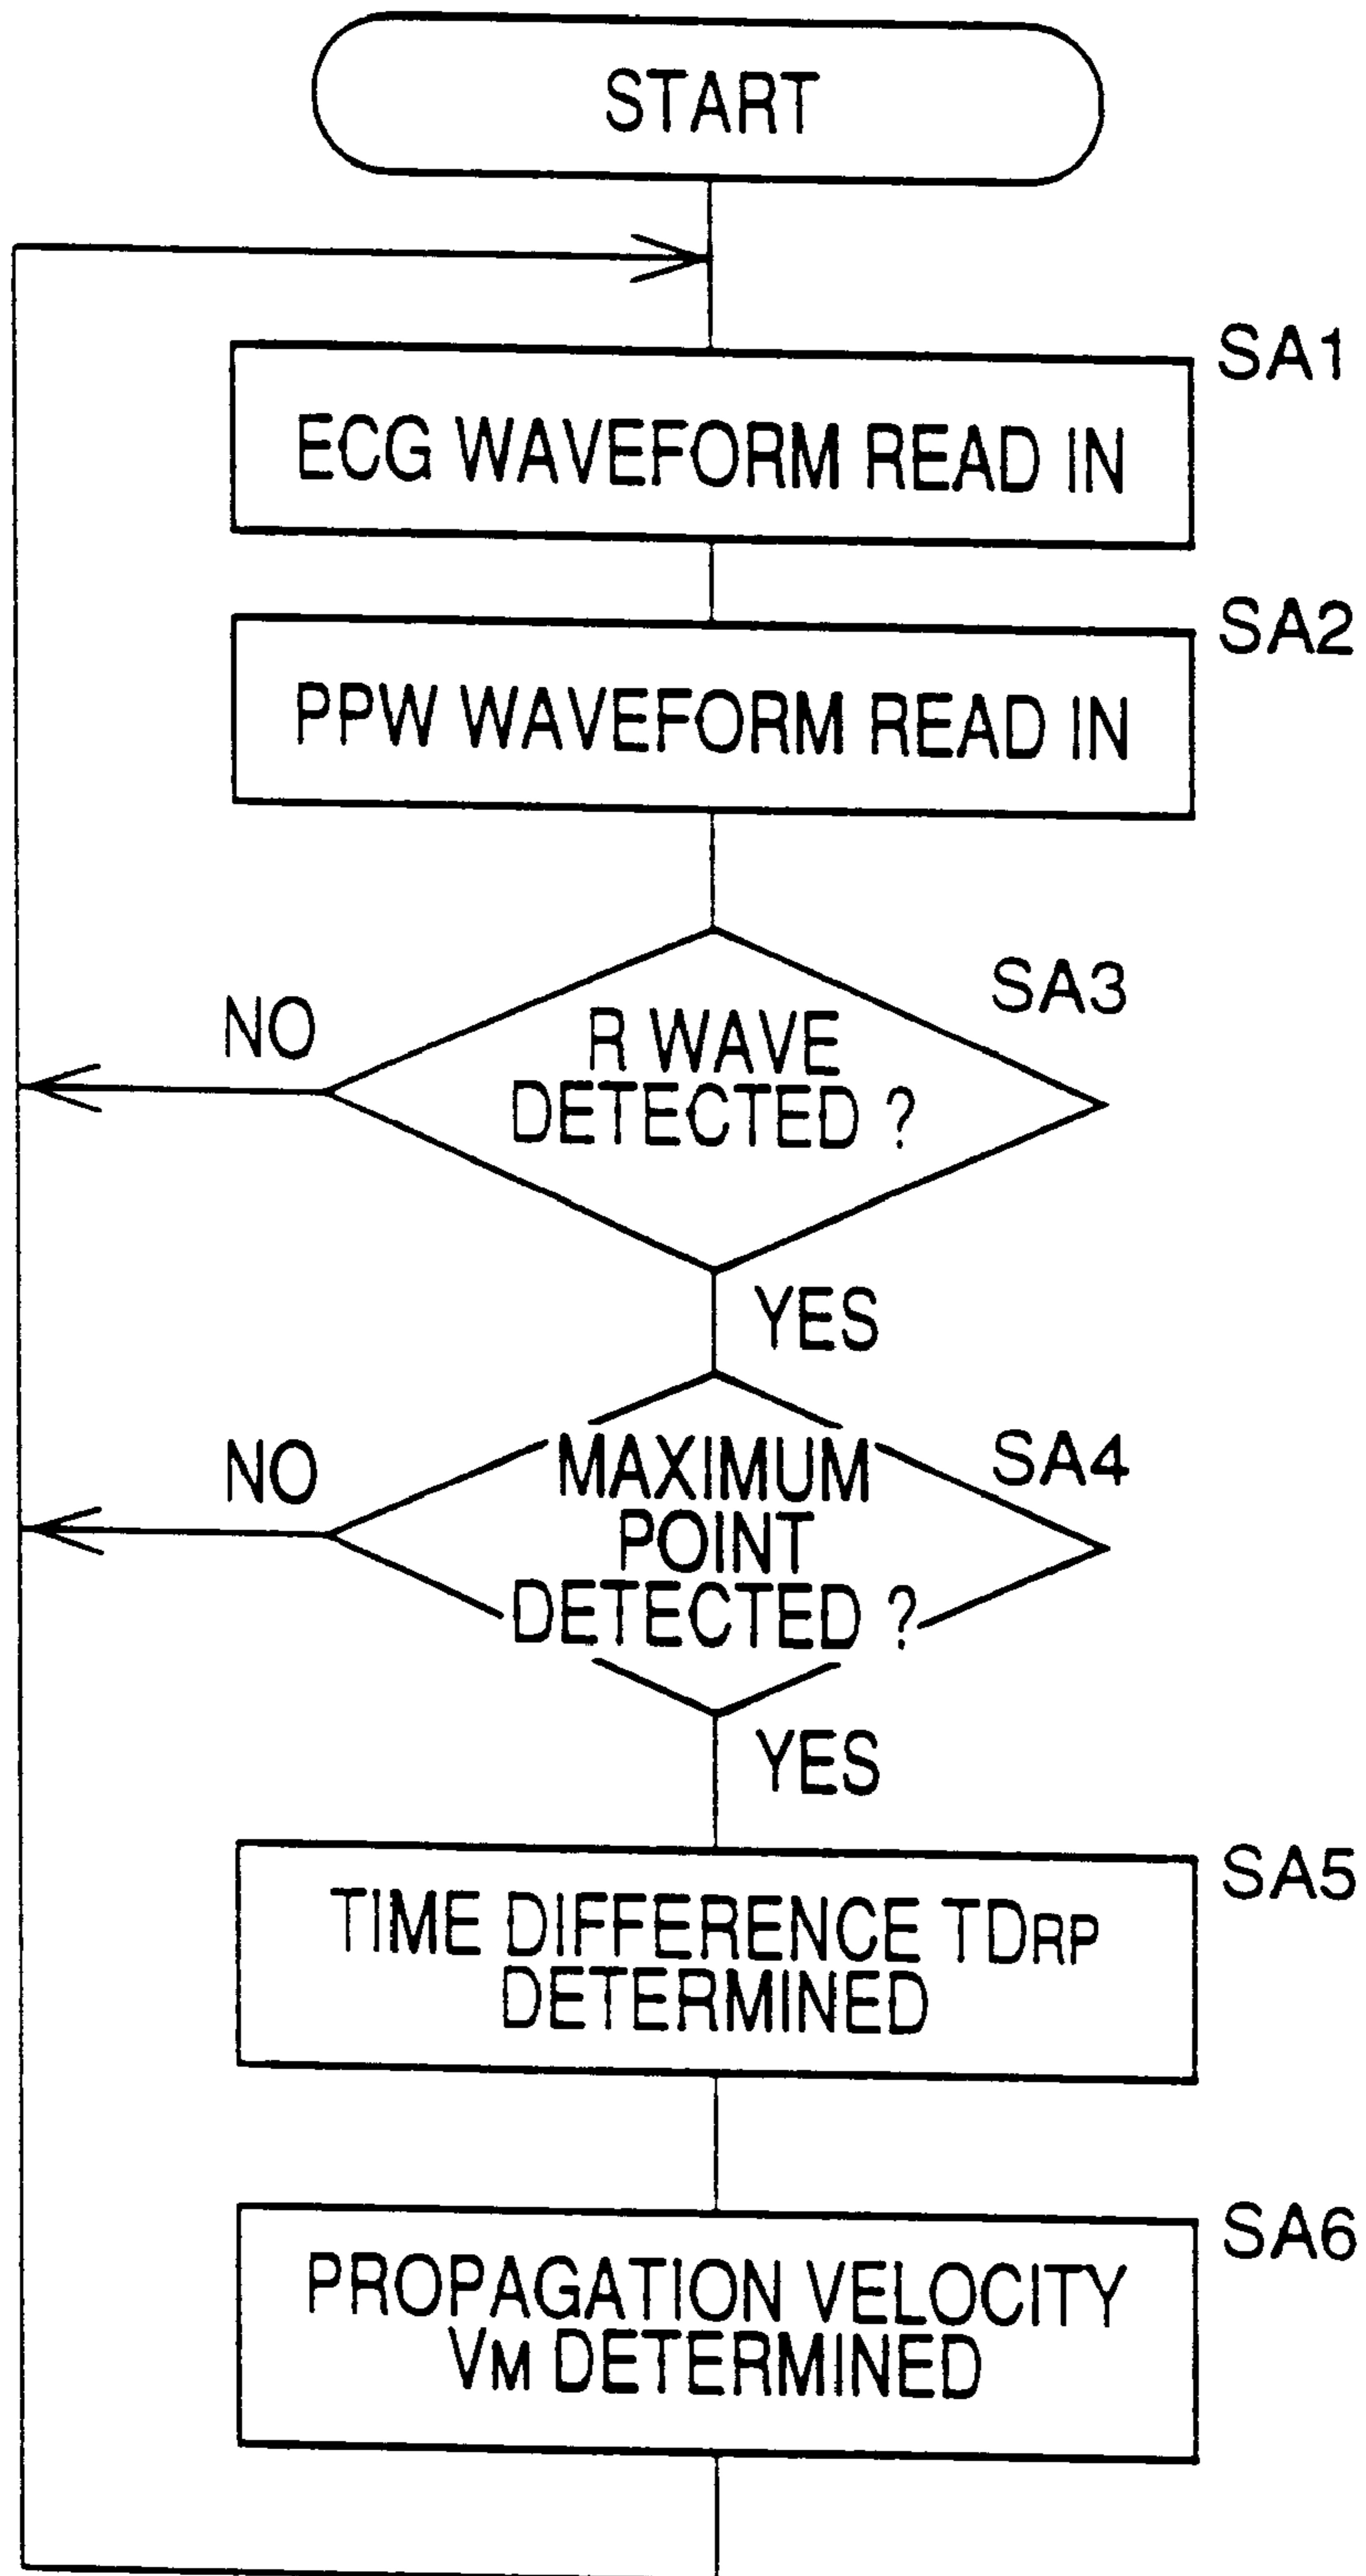 START
SA1
ECG WAVEFORM READ IN
SA2
PPW WAVEFORM READ IN
SA3
NO
R WAVE
DETECTED ?
YES
SA4
NO
MAXIMUM
POINT
DETECTED ?
YES
SA5
TIME DIFFERENCE TDRP
DETERMINED
SA6
PROPAGATION VELOCITY
VM DETERMINED